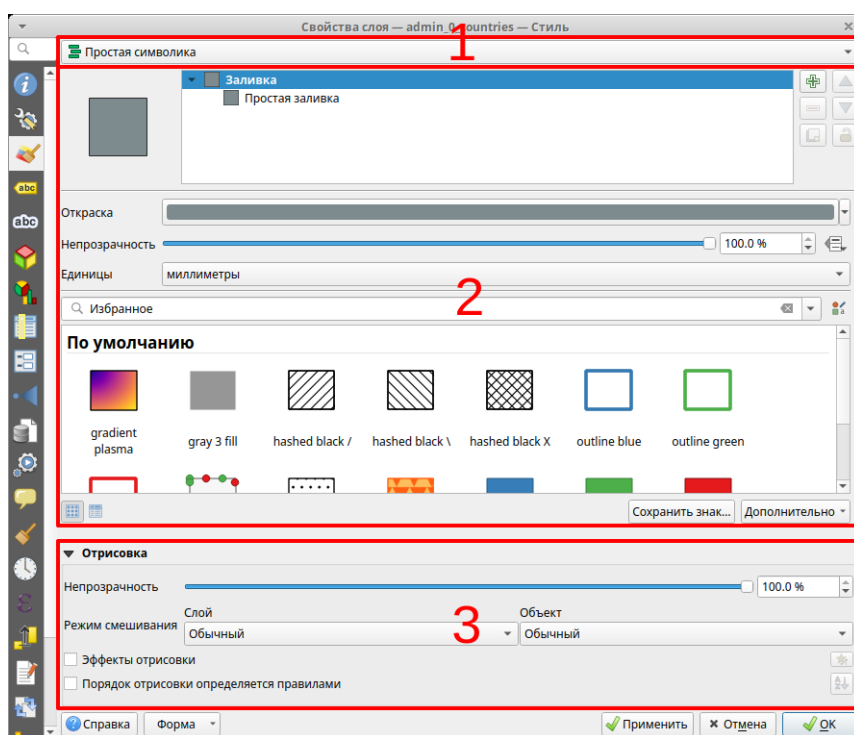 Свойства слоя — admin_0_countries — Стиль
1
Простая символика
Заливка
Простая заливка
abc
abc
Откраска
Непрозрачность
100.0 %
Единицы
миллиметры
2
Избранное
По умолчанию
gradient plasma
gray 3 fill
hashed black /
hashed black \
hashed black X
outline blue
outline green
Сохранить знак...
Дополнительно
Отрисовка
Непрозрачность
100.0 %
Слой
Объект
Режим смешивания
Обычный
3
Обычный
Эффекты отрисовки
Порядок отрисовки определяется правилами
Справка
Форма
Применить
Отмена
OK